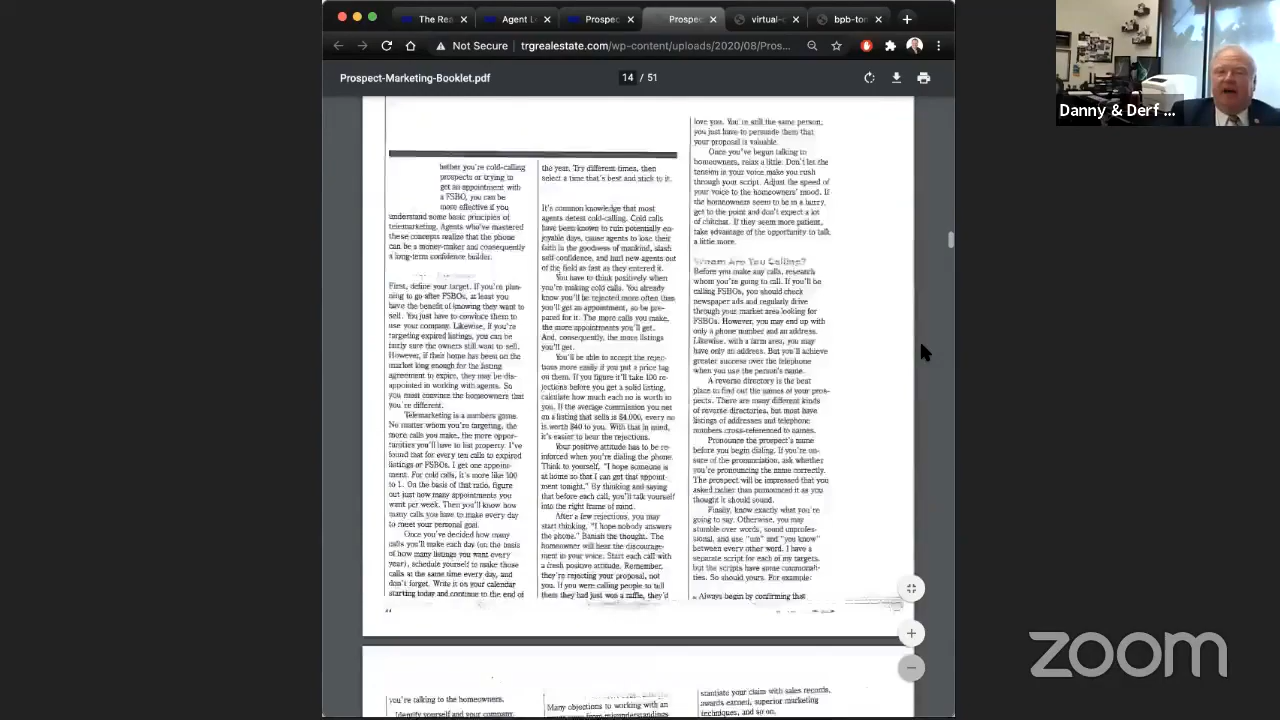 The Rea
Agent L
Prospec
Prospec
virtual-c
bpb-ton
Not Secure
trgrealestate.com/wp-content/uploads/2020/08/Pros...
Prospect-Marketing-Booklet.pdf
14 / 51
hether you're cold-calling
prospects or trying to
get an appointment with
a FSBO, you can be
more effective if you
understand some basic principles of
telemarketing. Agents who've mastered
these concepts realize that the phone
can be a money-maker and consequently
a long-term confidence builder.
First, define your target. If you're plan-
ning to go after FSBOs, at least you
have the benefit of knowing they want to
sell. You just have to convince them to
use your company. Likewise, if you're
targeting expired listings, you can be
fairly sure the owners still want to sell.
However, if their home has been on the
market long enough for the listing
agreement to expire, they may be dis-
appointed in working with agents. So
you must convince the homeowners that
you're different.
Telemarketing is a numbers game.
No matter whom you're targeting, the
more calls you make, the more oppor-
tunities you'll have to list property. I've
found that for every ten calls to expired
listings or FSBOs, I get one appoint-
ment. For cold calls, it's more like 100
to 1. On the basis of that ratio, figure
out just how many appointments you
want per week. Then you'll know how
many calls you have to make every day
to meet your personal goal.
Once you've decided how many
calls you'll make each day (on the basis
of how many listings you want every
year), schedule yourself to make those
calls at the same time every day, and
don't forget. Write it on your calendar
starting today and continue to the end of
the year. Try different times, then
select a time that's best and stick to it.
It's common knowledge that most
agents detest cold-calling. Cold calls
have been known to ruin potentially en-
joyable days, cause agents to lose their
faith in the goodness of mankind, slash
self confidence, and hurl new agents out
of the field as fast as they entered it.
You have to think positively when
you're making cold calls. You already
know you'll be rejected more often than
you'll get an appointment, so be pre-
pared for it. The more calls you make,
the more appointments you'll get.
And, consequently, the more listings
you'll get.
You'll be able to accept the rejec-
tions more easily if you put a price tag
on them. If you figure it'll take 100 re-
jections before you get a solid listing,
calculate how much each no is worth to
you. If the average commission you net
on a listing that sells is $4,000, every no
is worth $40 to you. With that in mind,
it's easier to hear the rejections.
Your positive attitude has to be re-
inforced when you're dialing the phone.
Think to yourself, "I hope someone is
at home so that I can get that appoint-
ment tonight." By thinking and saying
that before each call, you'll talk yourself
into the right frame of mind.
After a few rejections, you may
start thinking, "I hope nobody answers
the phone." Banish the thought. The
homeowner will hear the discourage-
ment in your voice. Start each call with
a fresh positive attitude. Remember,
they're rejecting your proposal, not
you. If you were calling people to tell
them they had just won a raffle, they'd
love you. You're still the same person,
you just have to persuade them that
your proposal is valuable.
Once you've begun talking to
homeowners, relax a little. Don't let the
tension in your voice make you rush
through your script. Adjust the speed of
your voice to the homeowners' mood. If
the homeowners seem to be in a hurry,
get to the point and don't expect a lot
of chitchat. If they seem more patient,
take advantage of the opportunity to talk
a little more.
Whom Are You Calling?
Before you make any calls, research
whom you're going to call. If you'll be
calling FSBOs, you should check
newspaper ads and regularly drive
through your market area looking for
FSBOs. However, you may end up with
only a phone number and an address.
Likewise, with a farm area, you may
have only an address. But you'll achieve
greater success over the telephone
when you use the person's name.
A reverse directory is the best
place to find out the names of your pros-
pects. There are many different kinds
of reverse directories, but most have
listings of addresses and telephone
numbers cross-referenced to names.
Pronounce the prospect's name
before you begin dialing. If you're un-
sure of the pronunciation, ask whether
you're pronouncing the name correctly.
The prospect will be impressed that you
asked rather than pronounced it as you
thought it should sound.
Finally, know exactly what you're
going to say. Otherwise, you may
stumble over words, sound unprofes-
sional, and use "um" and "you know"
between every other word. I have a
separate script for each of my targets,
but the scripts have some commonali-
ties. So should yours. For example:
Always begin by confirming that
you're talking to the homeowners.
Identify yourself and your company.
Many objections to working with an
stantiate your claim with sales records,
awards earned, superior marketing
techniques, and so on.
Danny & Derf ...
zoom